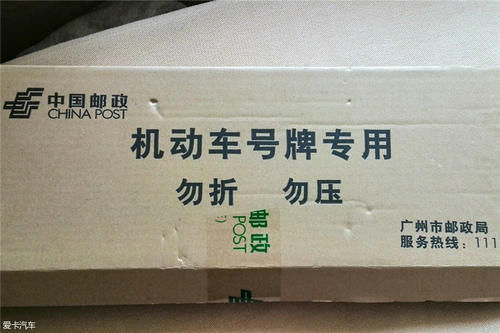 中国邮政
CHINA POST
机动车号牌专用
勿折 勿压
邮政
POST
广州市邮政局
服务热线：111
爱卡汽车